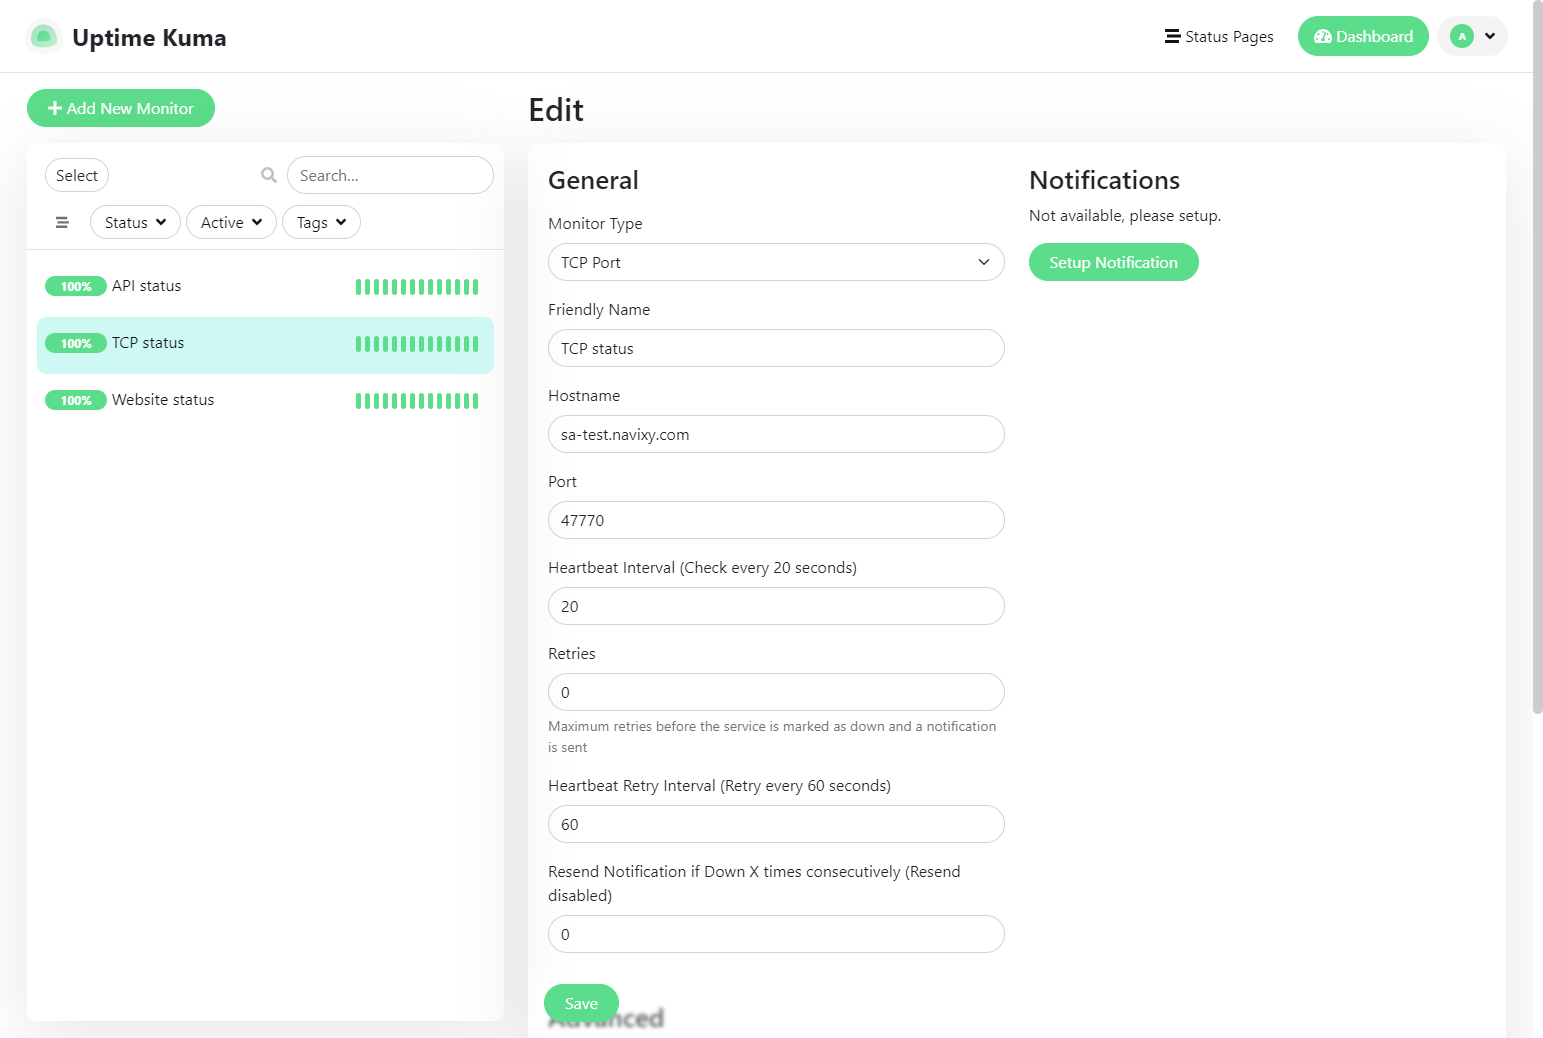 Uptime Kuma
Status Pages
Dashboard
A
Add New Monitor
Edit
Select
Search...
Status
Active
Tags
100% API status
100% TCP status
100% Website status
General
Monitor Type
TCP Port
Friendly Name
TCP status
Hostname
sa-test.navixy.com
Port
47770
Heartbeat Interval (Check every 20 seconds)
20
Retries
0
Maximum retries before the service is marked as down and a notification
is sent
Heartbeat Retry Interval (Retry every 60 seconds)
60
Resend Notification if Down X times consecutively (Resend
disabled)
0
Save
Advanced
Notifications
Not available, please setup.
Setup Notification